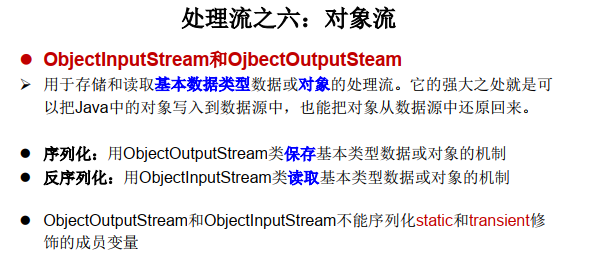 处理流之六：对象流
ObjectInputStream和OjbectOutputSteam
用于存储和读取基本数据类型数据或对象的处理流。它的强大之处就是可
以把Java中的对象写入到数据源中，也能把对象从数据源中还原回来。
序列化：用ObjectOutputStream类保存基本类型数据或对象的机制
反序列化：用ObjectInputStream类读取基本类型数据或对象的机制
ObjectOutputStream和ObjectInputStream不能序列化static和transient修
饰的成员变量